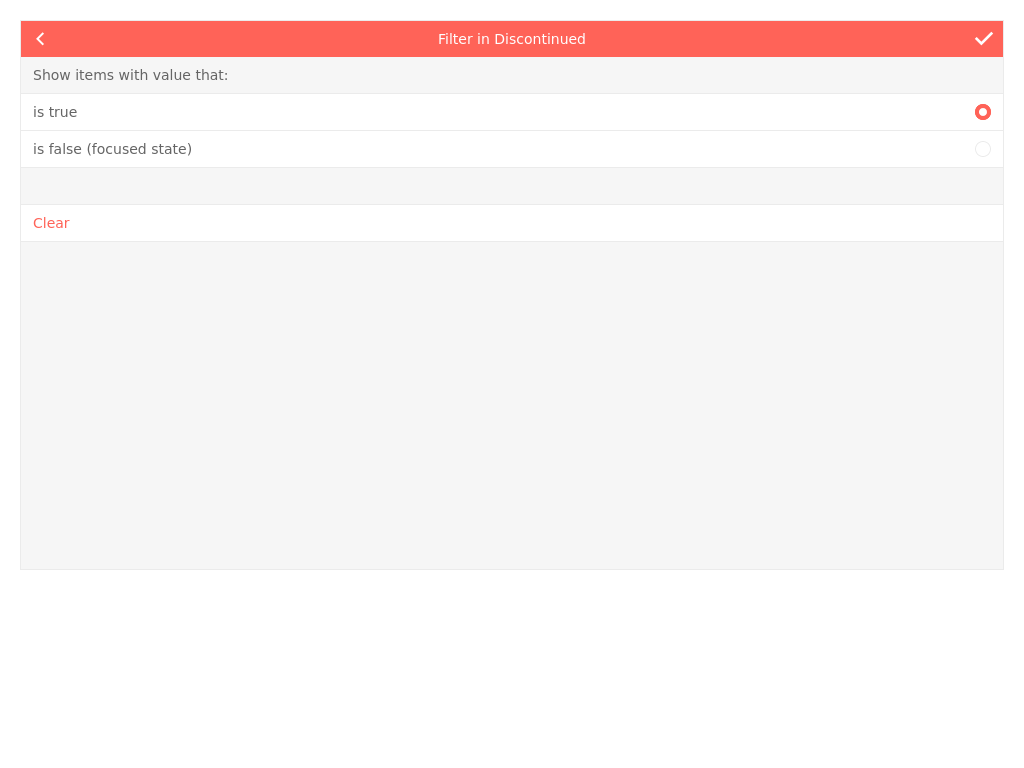 Filter in Discontinued
Show items with value that:
is true
is false (focused state)
Clear